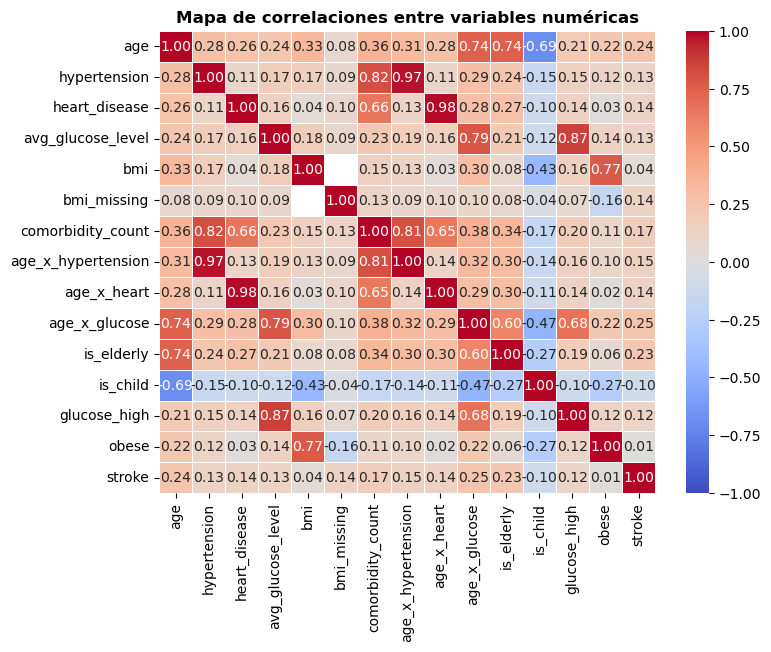 Mapa de correlaciones entre variables numéricas
age 1.00 0.28 0.26 0.24 0.33 0.08 0.36 0.31 0.28 0.74 0.74 -0.69 0.21 0.22 0.24
hypertension 0.28 1.00 0.11 0.17 0.17 0.09 0.82 0.97 0.11 0.29 0.24 -0.15 0.15 0.12 0.13
heart_disease 0.26 0.11 1.00 0.16 0.04 0.10 0.66 0.13 0.98 0.28 0.27 -0.10 0.14 0.03 0.14
avg_glucose_level 0.24 0.17 0.16 1.00 0.18 0.09 0.23 0.19 0.16 0.79 0.21 -0.12 0.87 0.14 0.13
bmi 0.33 0.17 0.04 0.18 1.00 0.15 0.13 0.03 0.30 0.08 -0.43 0.16 0.77 0.04
bmi_missing 0.08 0.09 0.10 0.09 1.00 0.13 0.09 0.10 0.10 0.08 -0.04 0.07 -0.16 0.14
comorbidity_count 0.36 0.82 0.66 0.23 0.15 0.13 1.00 0.81 0.65 0.38 0.34 -0.17 0.20 0.11 0.17
age_x_hypertension 0.31 0.97 0.13 0.19 0.13 0.09 0.81 1.00 0.14 0.32 0.30 -0.14 0.16 0.10 0.15
age_x_heart 0.28 0.11 0.98 0.16 0.03 0.10 0.65 0.14 1.00 0.29 0.30 -0.11 0.14 0.02 0.14
age_x_glucose 0.74 0.29 0.28 0.79 0.30 0.10 0.38 0.32 0.29 1.00 0.60 -0.47 0.68 0.22 0.25
is_elderly 0.74 0.24 0.27 0.21 0.08 0.08 0.34 0.30 0.30 0.60 1.00 -0.27 0.19 0.06 0.23
is_child -0.69 -0.15 -0.10 -0.12 -0.43 -0.04 -0.17 -0.14 -0.11 -0.47 -0.27 1.00 -0.10 -0.27 -0.10
glucose_high 0.21 0.15 0.14 0.87 0.16 0.07 0.20 0.16 0.14 0.68 0.19 -0.10 1.00 0.12 0.12
obese 0.22 0.12 0.03 0.14 0.77 -0.16 0.11 0.10 0.02 0.22 0.06 -0.27 0.12 1.00 0.01
stroke 0.24 0.13 0.14 0.13 0.04 0.14 0.17 0.15 0.14 0.25 0.23 -0.10 0.12 0.01 1.00
age
hypertension
heart_disease
avg_glucose_level
bmi
bmi_missing
comorbidity_count
age_x_hypertension
age_x_heart
age_x_glucose
is_elderly
is_child
glucose_high
obese
stroke
1.00
0.75
0.50
0.25
0.00
−0.25
−0.50
−0.75
−1.00